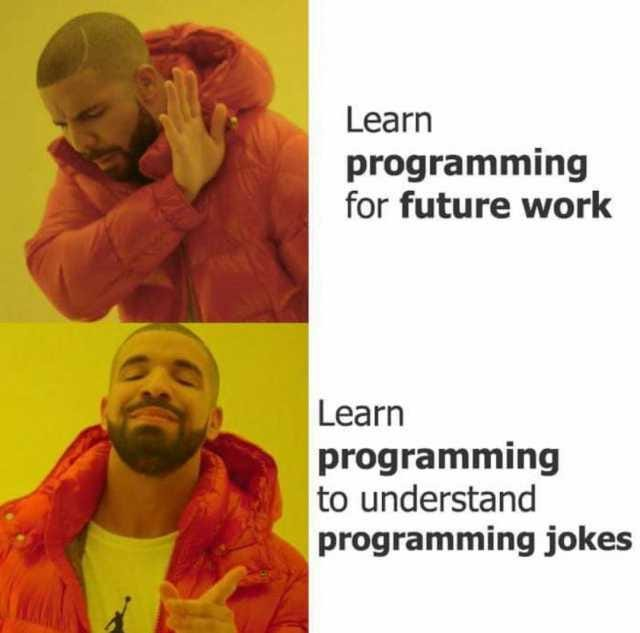 Learn
programming
for future work
Learn
programming
to understand
programming jokes